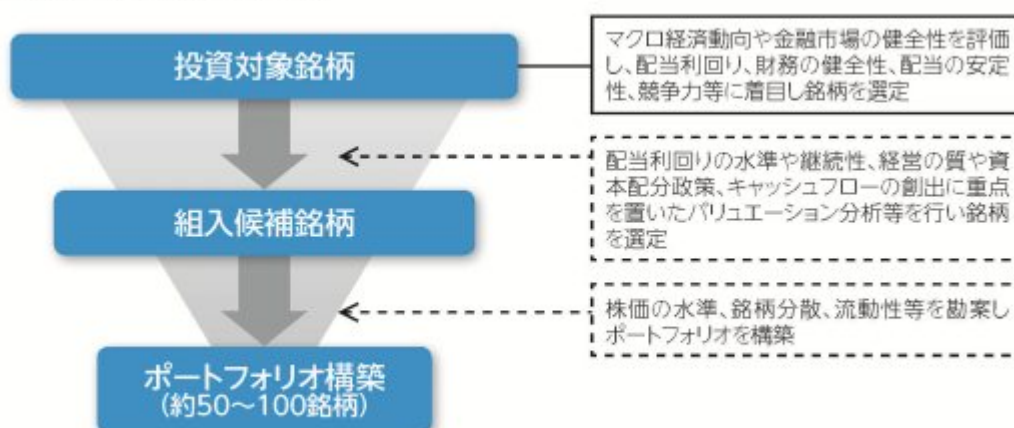 投資対象銘柄
マクロ経済動向や金融市場の健全性を評価
し、配当利回り、財務の健全性、配当の安定
性、競争力等に着目し銘柄を選定
配当利回りの水準や継続性、経営の質や資
本配分政策、キャッシュフローの創出に重点
を置いたバリュエーション分析等を行い銘柄
を選定
組入候補銘柄
株価の水準、銘柄分散、流動性等を勘案し
ポートフォリオを構築
ポートフォリオ構築
(約50～100銘柄)